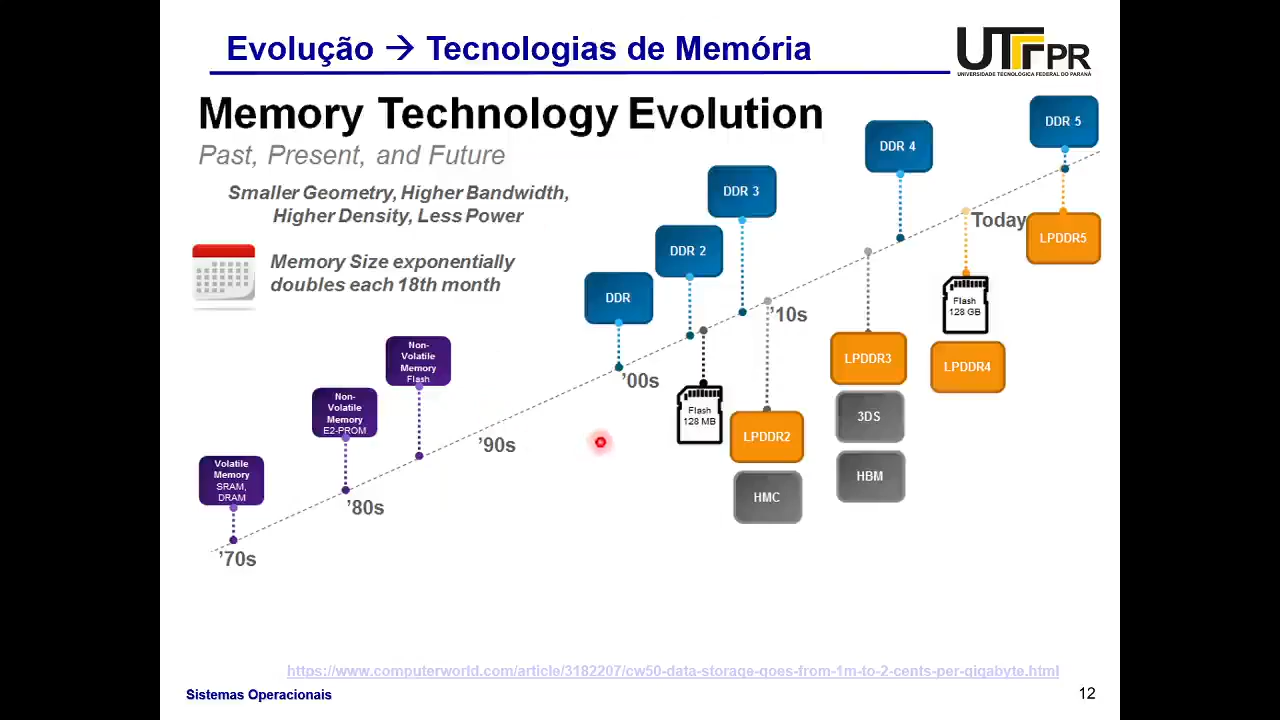 Evolução → Tecnologias de Memória
UTFPR
UNIVERSIDADE TECNOLÓGICA FEDERAL DO PARANÁ
Memory Technology Evolution
Past, Present, and Future
Smaller Geometry, Higher Bandwidth,
Higher Density, Less Power
Memory Size exponentially
doubles each 18th month
DDR 5
DDR 4
DDR 3
DDR 2
DDR
Today
LPDDR5
Flash
128 GB
LPDDR4
'10s
LPDDR3
3DS
HBM
'00s
Flash
128 MB
LPDDR2
HMC
Non-
Volatile
Memory
Flash
'90s
Non-
Volatile
Memory
E2-PROM
'80s
Volatile
Memory
SRAM,
DRAM
'70s
https://www.computerworld.com/article/3182207/cw50-data-storage-goes-from-1m-to-2-cents-per-gigabyte.html
Sistemas Operacionais
12